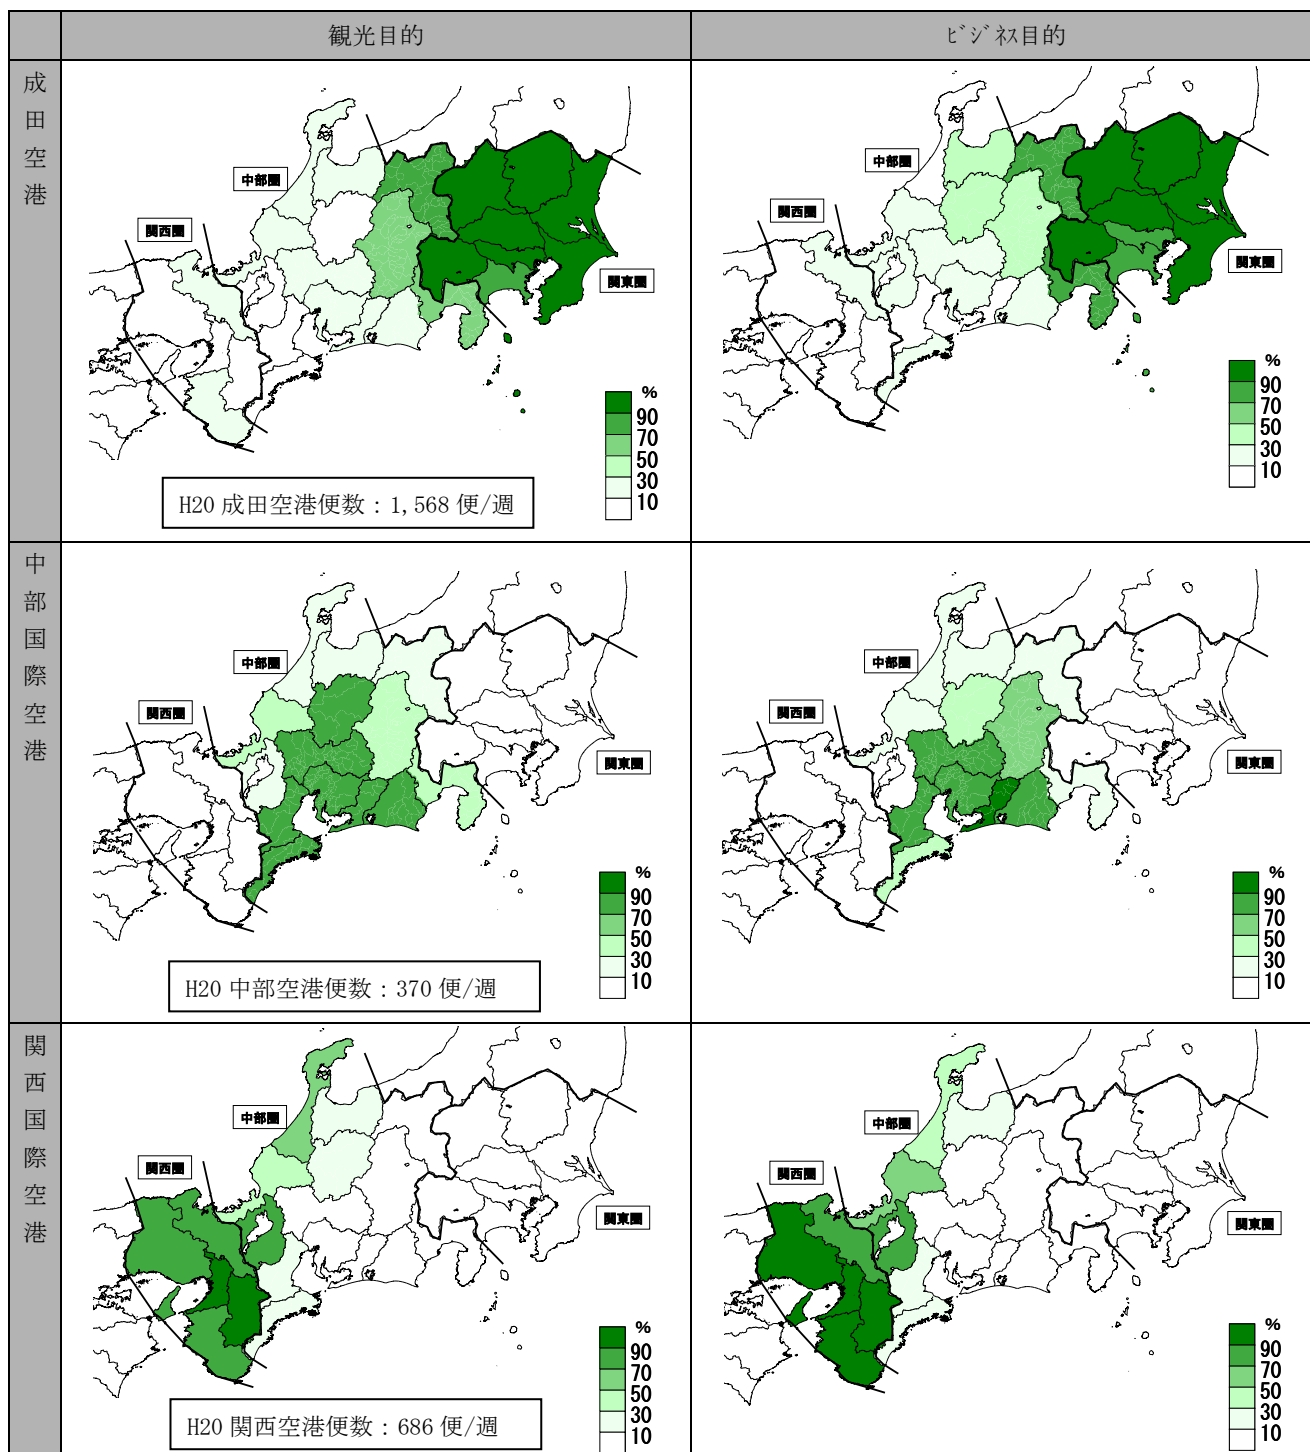 観光目的
ﾋﾞｼﾞﾈｽ目的
成田空港
中部圏
関西圏
関東圏
%
90
70
50
30
10
H20 成田空港便数：1,568 便/週
中部圏
関西圏
関東圏
%
90
70
50
30
10
中部国際空港
中部圏
関西圏
関東圏
%
90
70
50
30
10
H20 中部空港便数：370 便/週
中部圏
関西圏
関東圏
%
90
70
50
30
10
関西国際空港
中部圏
関西圏
関東圏
%
90
70
50
30
10
H20 関西空港便数：686 便/週
中部圏
関西圏
関東圏
%
90
70
50
30
10